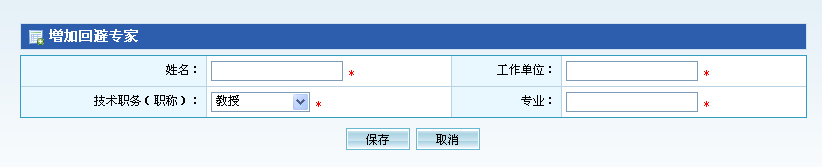 增加回避专家
姓名： * 工作单位： *
技术职务（职称）： 教授 * 专业： *
保存 取消